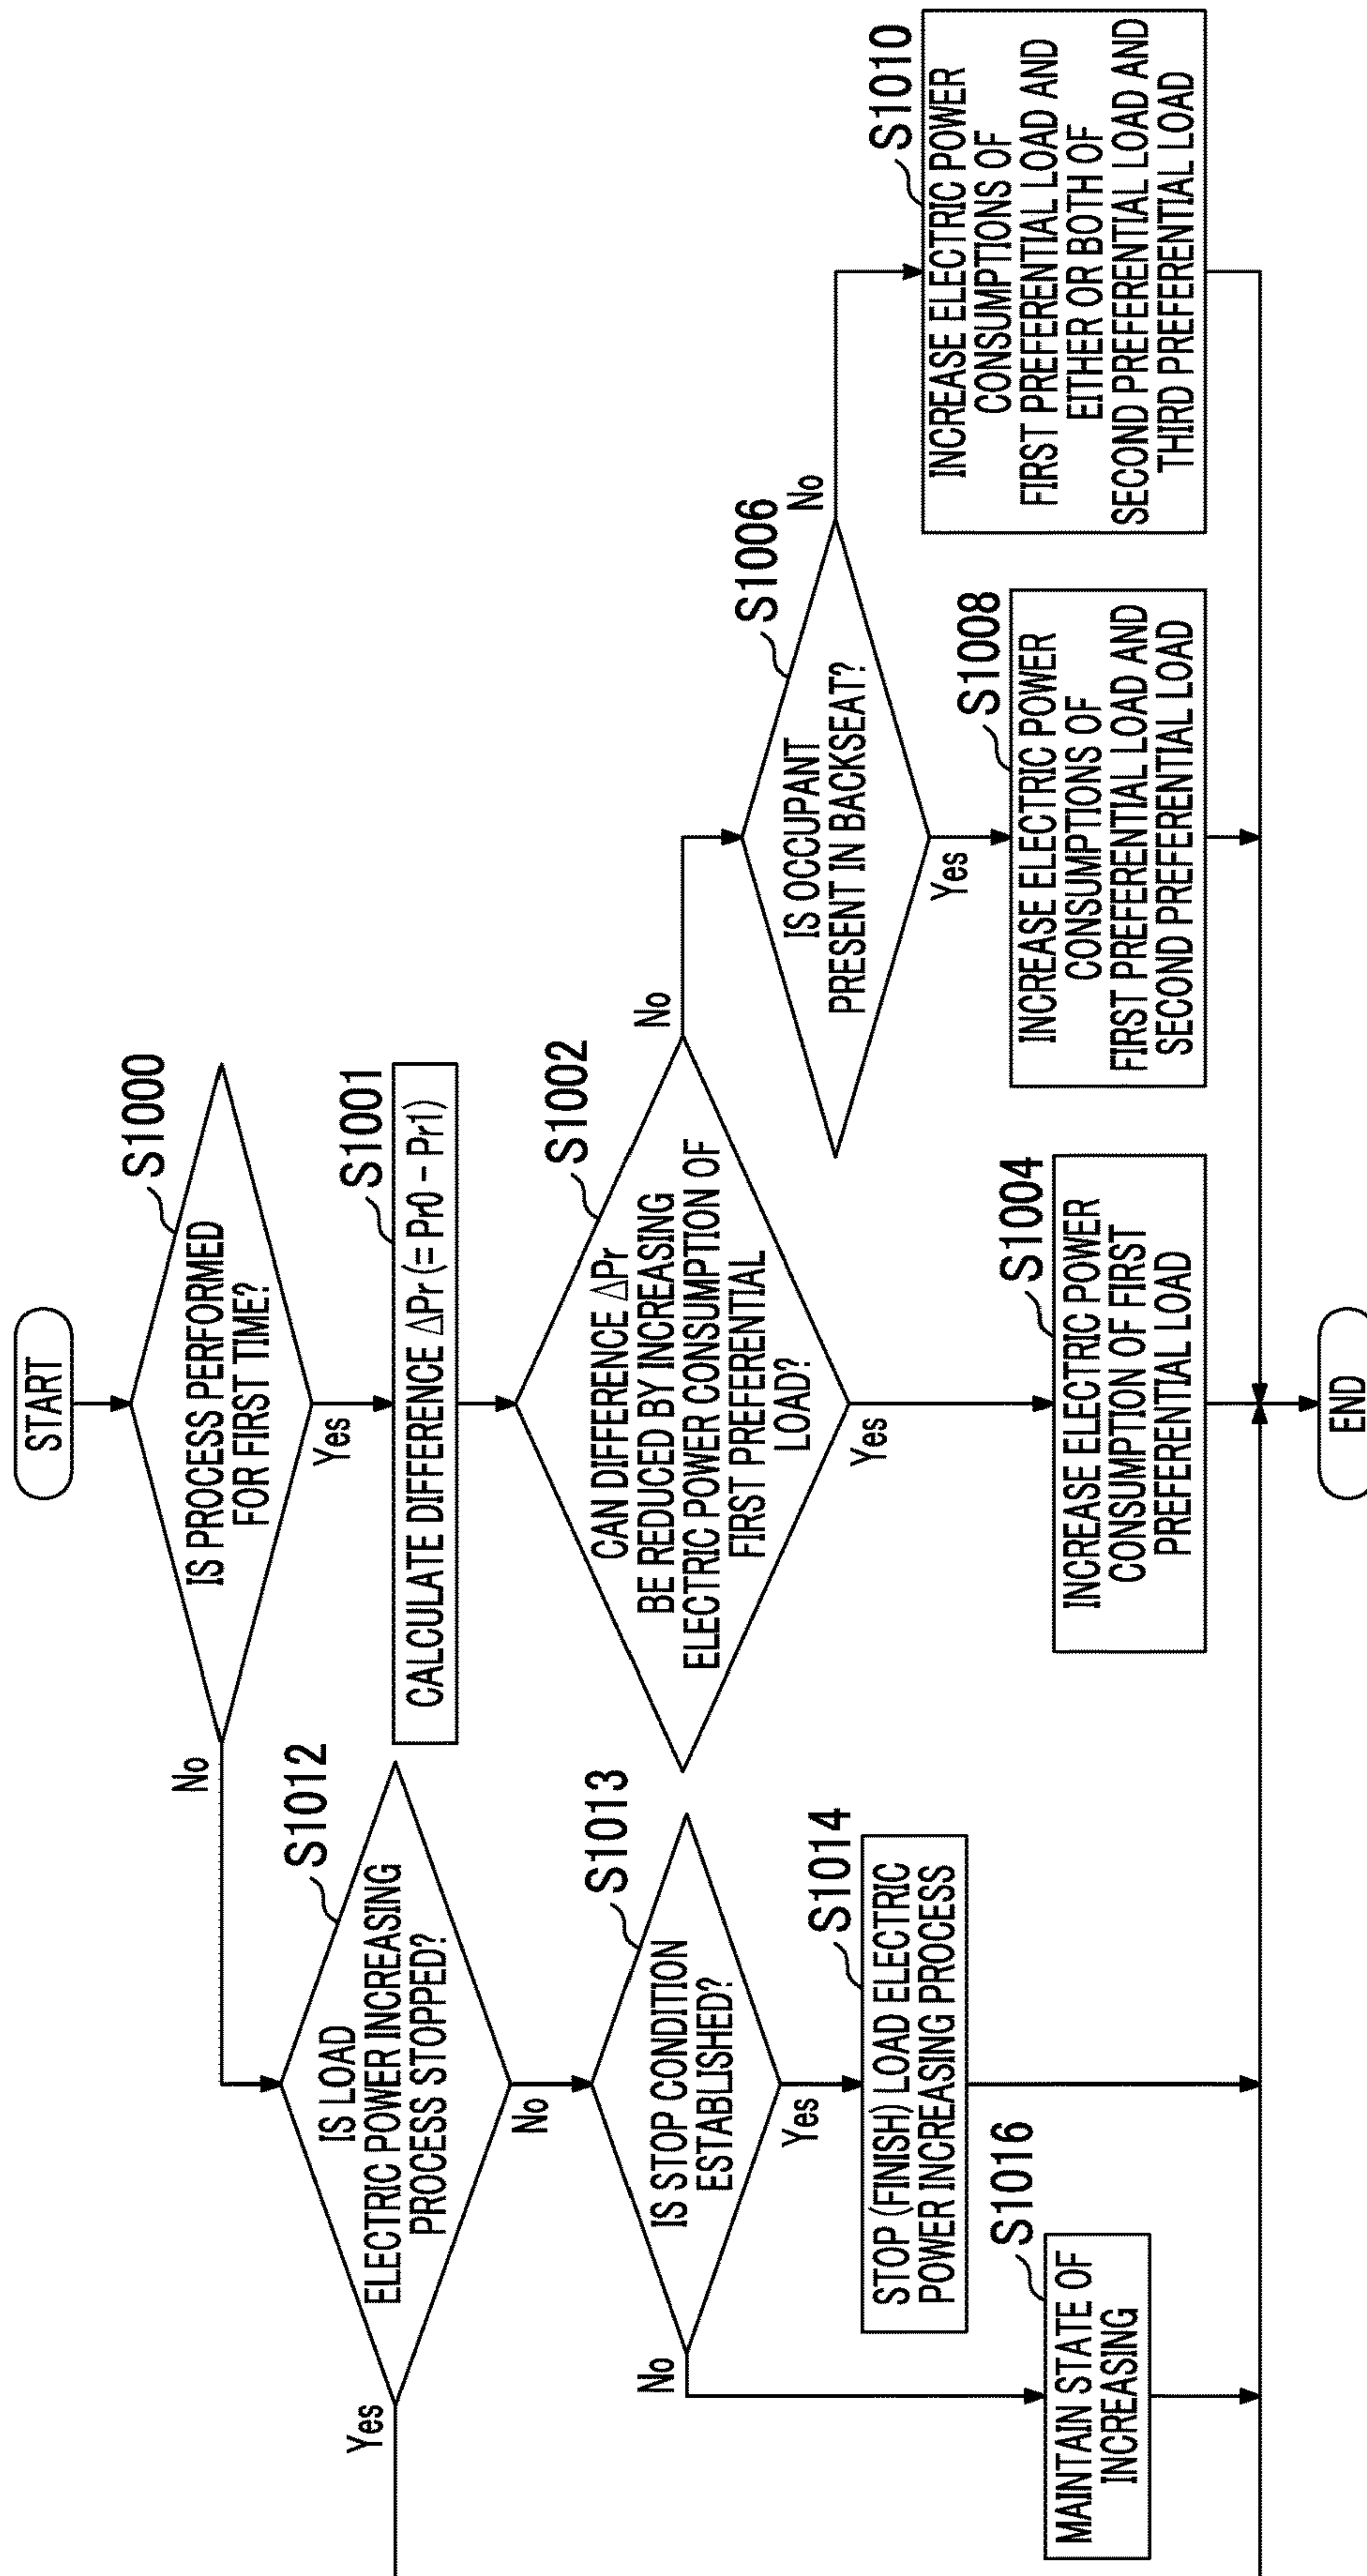 START
S1000
IS PROCESS PERFORMED
FOR FIRST TIME?
No
Yes
S1001
CALCULATE DIFFERENCE ΔPr (= Pr0 - Pr1)
S1002
CAN DIFFERENCE ΔPr
BE REDUCED BY INCREASING
ELECTRIC POWER CONSUMPTION OF
FIRST PREFERENTIAL
LOAD?
No
Yes
S1004
INCREASE ELECTRIC POWER
CONSUMPTION OF FIRST
PREFERENTIAL LOAD
S1006
IS OCCUPANT
PRESENT IN BACKSEAT?
No
Yes
S1008
INCREASE ELECTRIC POWER
CONSUMPTIONS OF
FIRST PREFERENTIAL LOAD AND
SECOND PREFERENTIAL LOAD
S1010
INCREASE ELECTRIC POWER
CONSUMPTIONS OF
FIRST PREFERENTIAL LOAD AND
EITHER OR BOTH OF
SECOND PREFERENTIAL LOAD AND
THIRD PREFERENTIAL LOAD
S1012
IS LOAD
ELECTRIC POWER INCREASING
PROCESS STOPPED?
Yes
No
S1013
IS STOP CONDITION
ESTABLISHED?
No
Yes
S1014
STOP (FINISH) LOAD ELECTRIC
POWER INCREASING PROCESS
S1016
MAINTAIN STATE OF
INCREASING
END